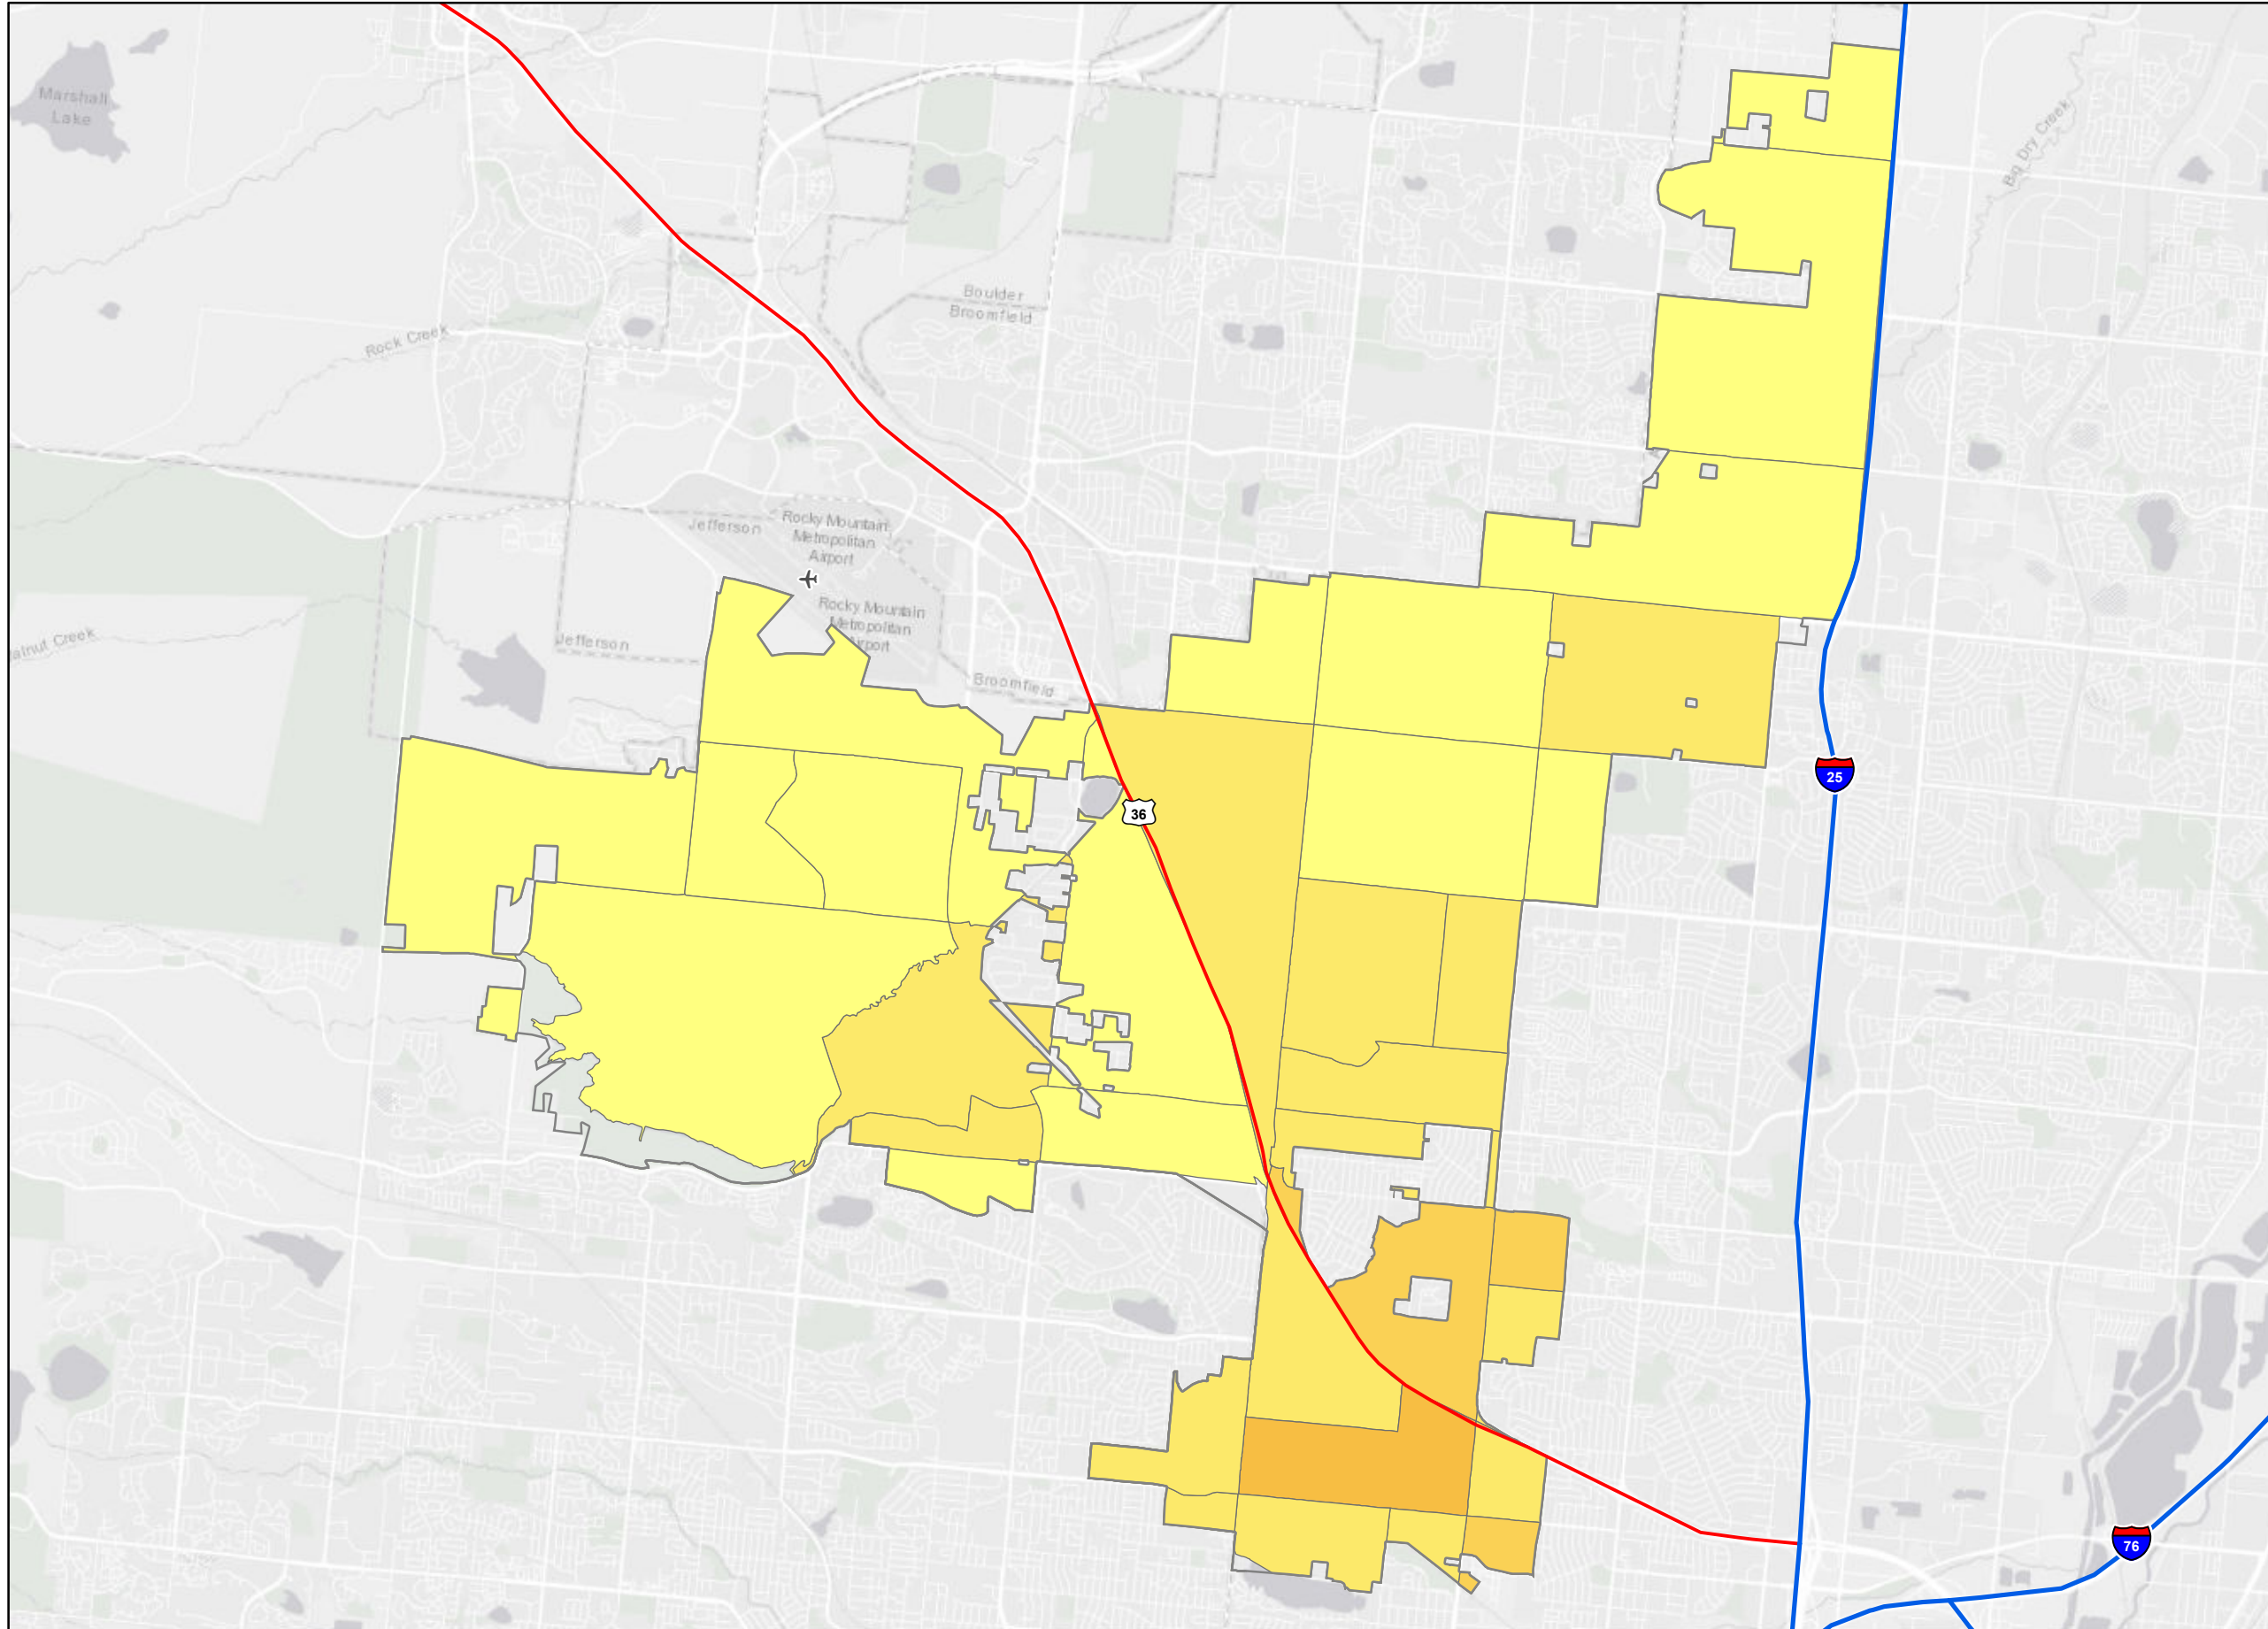 Marshall
Lake
Big Dry Creek
Boulder
Broomfield
Rock Creek
Jefferson
Rocky Mountain
Metropolitan
Airport
Rocky Mountain
Metropolitan
Airport
Jefferson
alnut Creek
Broomfield
25
36
76